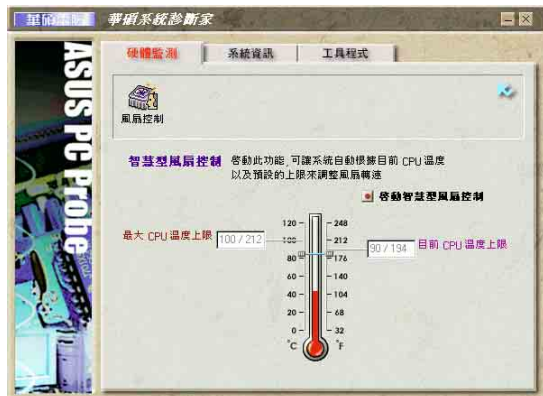 華碩電腦 華碩系統診斷家
ASUS PC Probe
硬體監測 系統資訊 工具程式
風扇控制
智慧型風扇控制 啓動此功能,可讓系統自動根據目前 CPU 溫度
以及預設的上限來調整風扇轉速
啓動智慧型風扇控制
最大 CPU 溫度上限 100 / 212
90 / 194 目前 CPU 溫度上限
120 248
100 212
80 176
60 140
40 104
20 68
0 32
°C °F